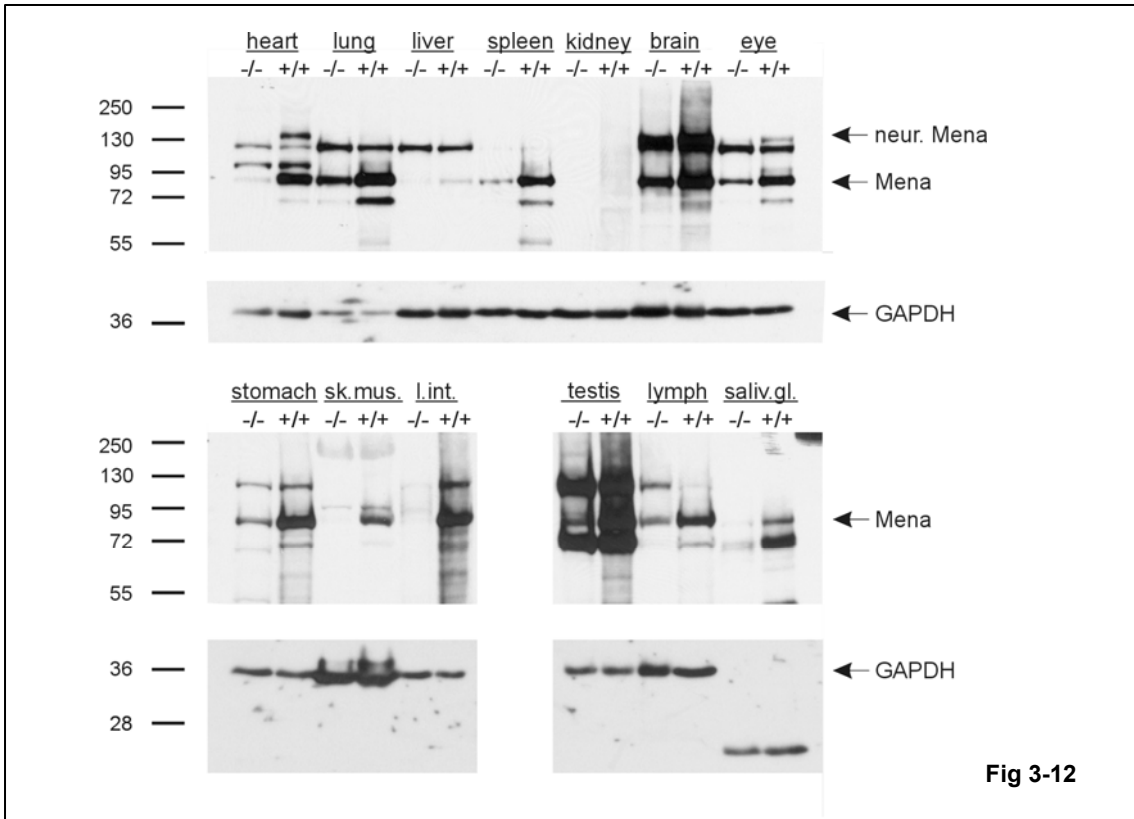 heart lung liver spleen kidney brain eye
-/- +/+ -/- +/+ -/- +/+ -/- +/+ -/- +/+ -/- +/+ -/- +/+
250
130
neur. Mena
95
Mena
72
55
36
GAPDH
stomach sk.mus. l.int. testis lymph saliv.gl.
-/- +/+ -/- +/+ -/- +/+ -/- +/+ -/- +/+ -/- +/+
250
130
95
Mena
72
55
36
GAPDH
28
Fig 3-12